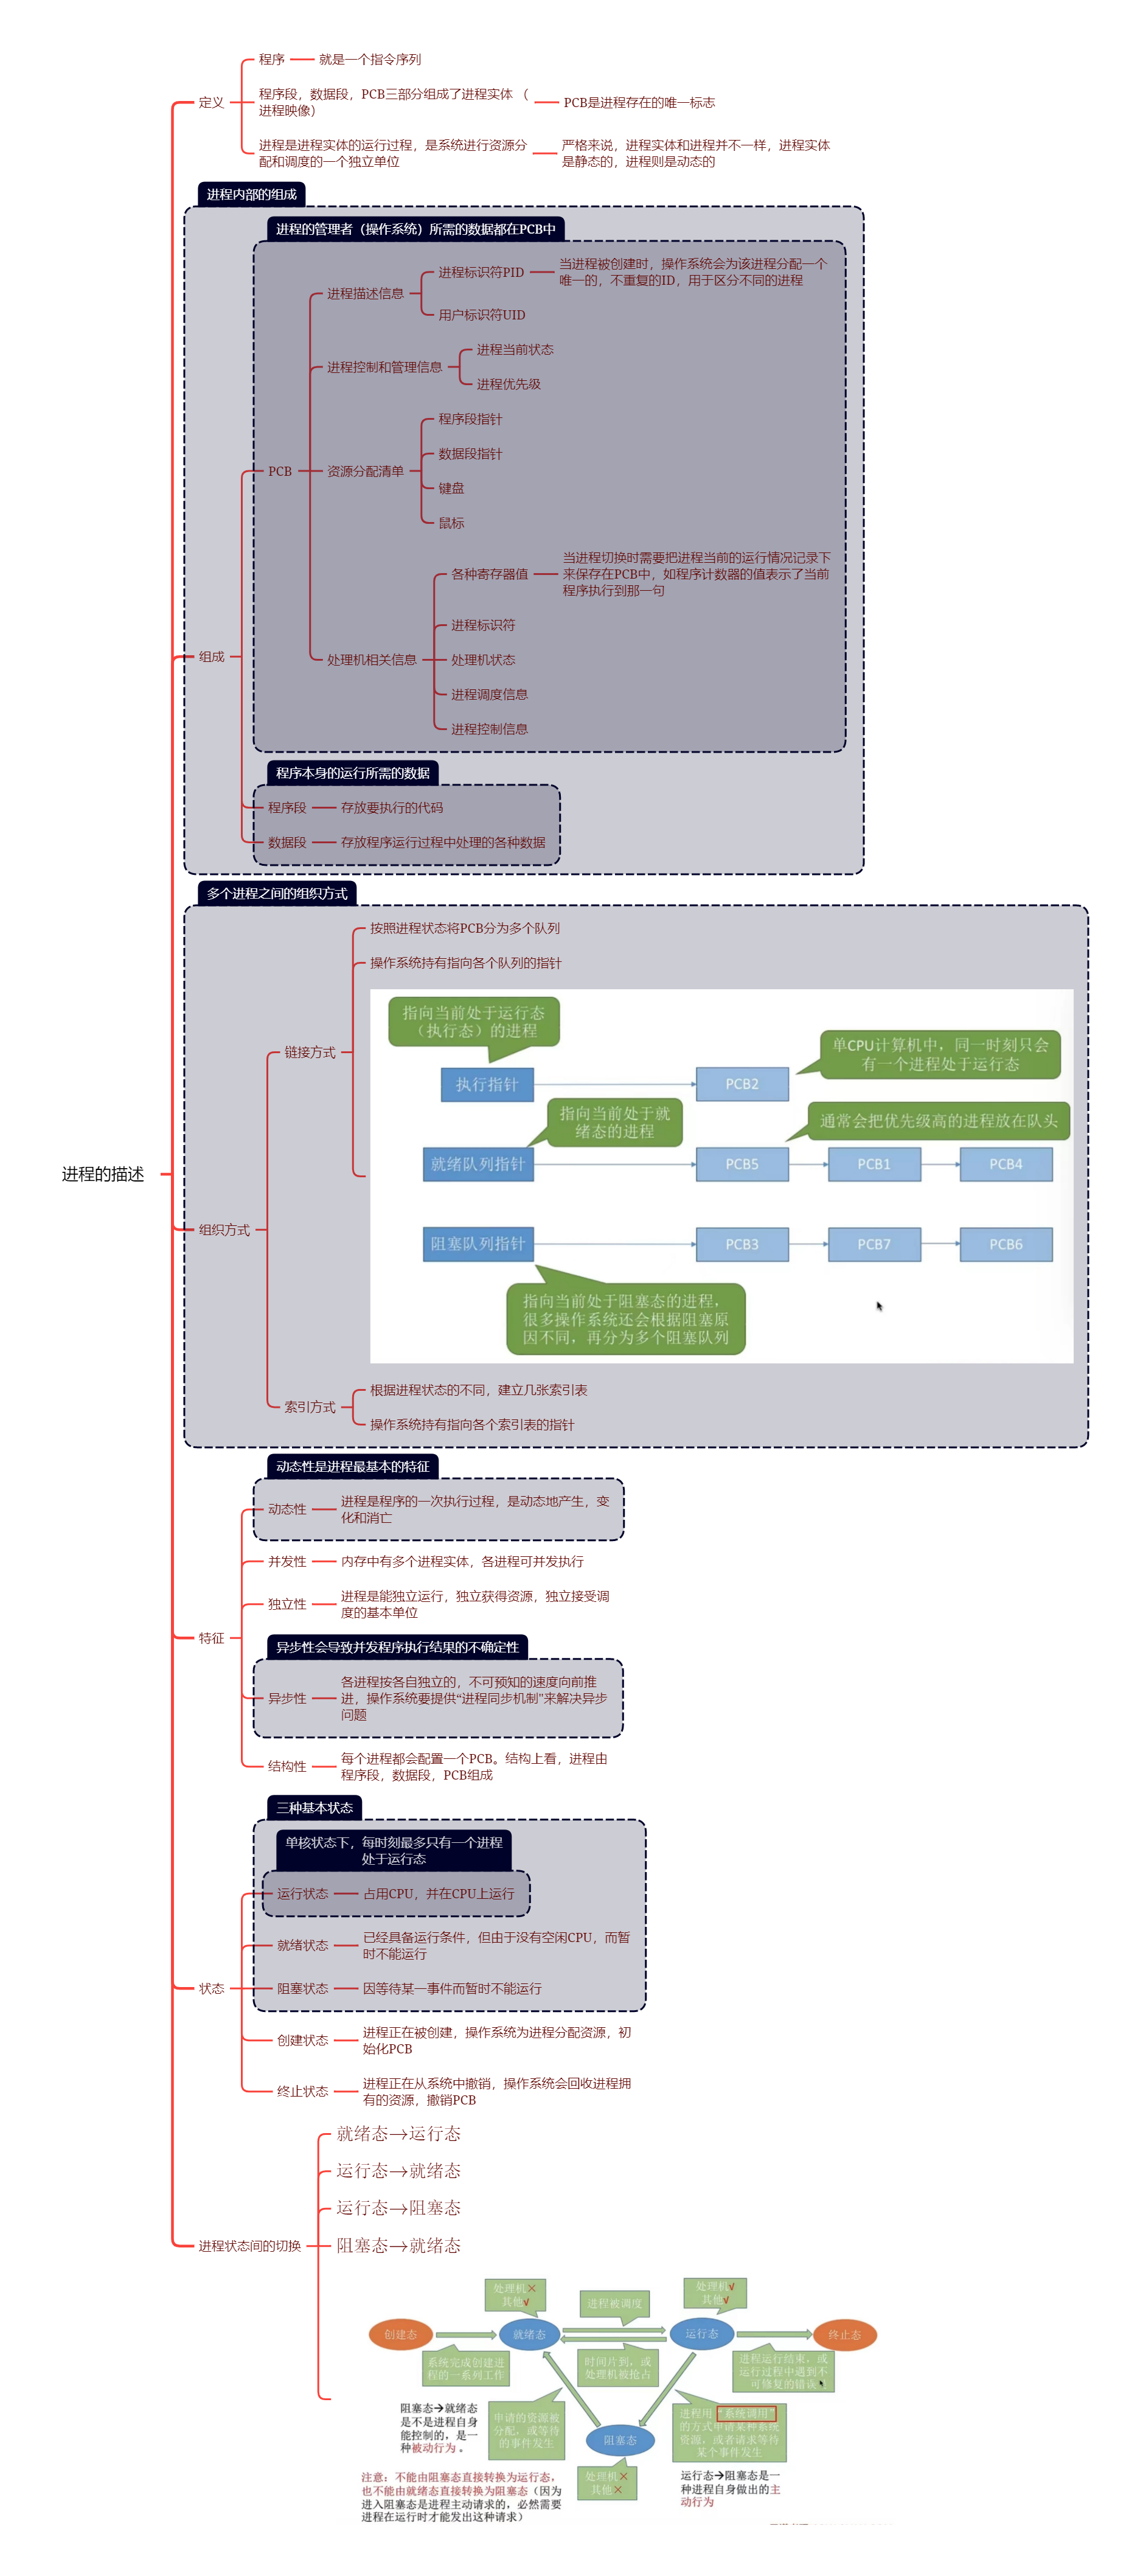 进程的描述
定义
程序
就是一个指令序列
程序段，数据段，PCB三部分组成了进程实体 （
进程映像）
PCB是进程存在的唯一标志
进程是进程实体的运行过程，是系统进行资源分
配和调度的一个独立单位
严格来说，进程实体和进程并不一样，进程实体
是静态的，进程则是动态的
进程内部的组成
组成
进程的管理者（操作系统）所需的数据都在PCB中
PCB
进程描述信息
进程标识符PID
当进程被创建时，操作系统会为该进程分配一个
唯一的，不重复的ID，用于区分不同的进程
用户标识符UID
进程控制和管理信息
进程当前状态
进程优先级
资源分配清单
程序段指针
数据段指针
键盘
鼠标
处理机相关信息
各种寄存器值
当进程切换时需要把进程当前的运行情况记录下
来保存在PCB中，如程序计数器的值表示了当前
程序执行到那一句
进程标识符
处理机状态
进程调度信息
进程控制信息
程序本身的运行所需的数据
程序段
存放要执行的代码
数据段
存放程序运行过程中处理的各种数据
多个进程之间的组织方式
组织方式
链接方式
按照进程状态将PCB分为多个队列
操作系统持有指向各个队列的指针
指向当前处于运行态
（执行态）的进程
执行指针
PCB2
单CPU计算机中，同一时刻只会
有一个进程处于运行态
指向当前处于就
绪态的进程
通常会把优先级高的进程放在队头
就绪队列指针
PCB5
PCB1
PCB4
阻塞队列指针
PCB3
PCB7
PCB6
指向当前处于阻塞态的进程，
很多操作系统还会根据阻塞原
因不同，再分为多个阻塞队列
索引方式
根据进程状态的不同，建立几张索引表
操作系统持有指向各个索引表的指针
特征
动态性是进程最基本的特征
动态性
进程是程序的一次执行过程，是动态地产生，变
化和消亡
并发性
内存中有多个进程实体，各进程可并发执行
独立性
进程是能独立运行，独立获得资源，独立接受调
度的基本单位
异步性会导致并发程序执行结果的不确定性
异步性
各进程按各自独立的，不可预知的速度向前推
进，操作系统要提供“进程同步机制”来解决异步
问题
结构性
每个进程都会配置一个PCB。结构上看，进程由
程序段，数据段，PCB组成
状态
三种基本状态
单核状态下，每时刻最多只有一个进程
处于运行态
运行状态
占用CPU，并在CPU上运行
就绪状态
已经具备运行条件，但由于没有空闲CPU，而暂
时不能运行
阻塞状态
因等待某一事件而暂时不能运行
创建状态
进程正在被创建，操作系统为进程分配资源，初
始化PCB
终止状态
进程正在从系统中撤销，操作系统会回收进程拥
有的资源，撤销PCB
进程状态间的切换
就绪态→运行态
运行态→就绪态
运行态→阻塞态
阻塞态→就绪态
处理机×
其他√
进程被调度
处理机√
其他√
创建态
就绪态
运行态
终止态
系统完成创建进
程的一系列工作
时间片到，或
处理机被抢占
进程运行结束，或
运行过程中遇到不
可修复的错误
阻塞态→就绪态
是不是进程自身
能控制的，是一
种被动行为。
申请的资源被
分配，或等待
的事件发生
阻塞态
进程用“系统调用”
的方式申请某种系统
资源，或者请求等待
某个事件发生
处理机×
其他×
运行态→阻塞态是一
种进程自身做出的主
动行为
注意：不能由阻塞态直接转换为运行态，
也不能由就绪态直接转换为阻塞态（因为
进入阻塞态是进程主动请求的，必然需要
进程在运行时才能发出这种请求）